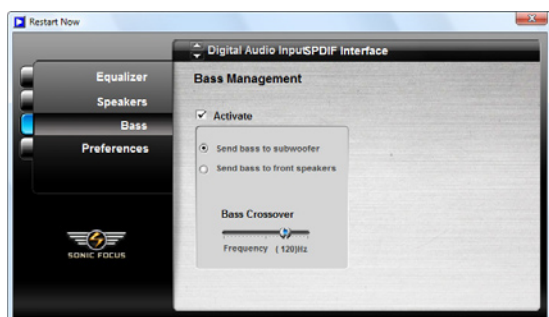 Restart Now
Digital Audio InputSPDIF Interface
Equalizer
Speakers
Bass
Preferences
Bass Management
Activate
Send bass to subwoofer
Send bass to front speakers
Bass Crossover
Frequency (120)Hz
SONIC FOCUS